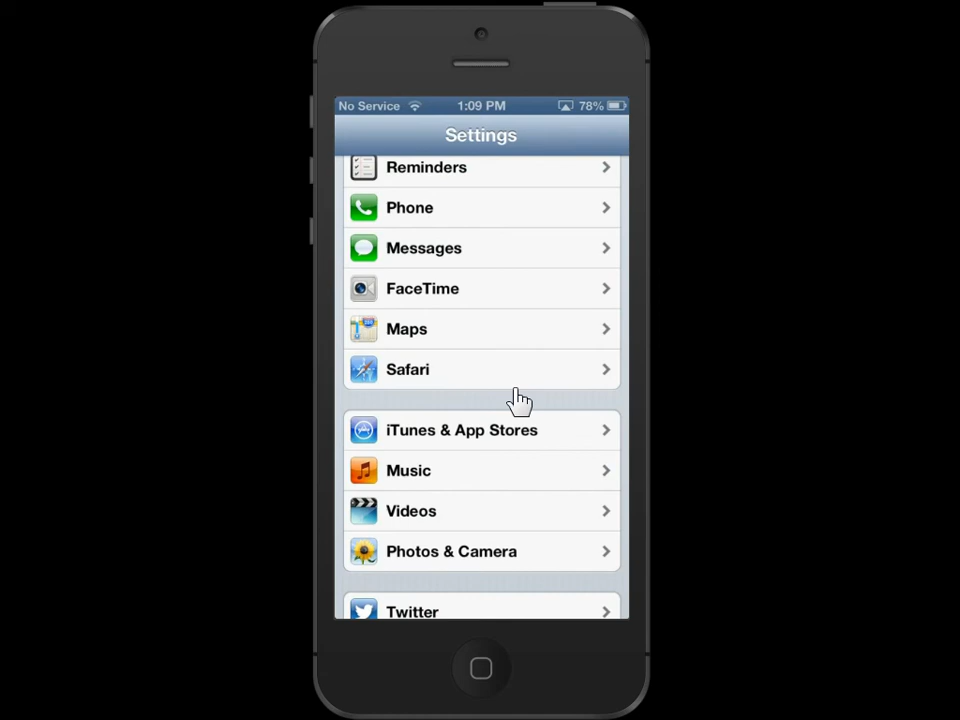 No Service 1:09 PM 78%
Settings
Reminders
Phone
Messages
FaceTime
Maps
Safari
iTunes & App Stores
Music
Videos
Photos & Camera
Twitter